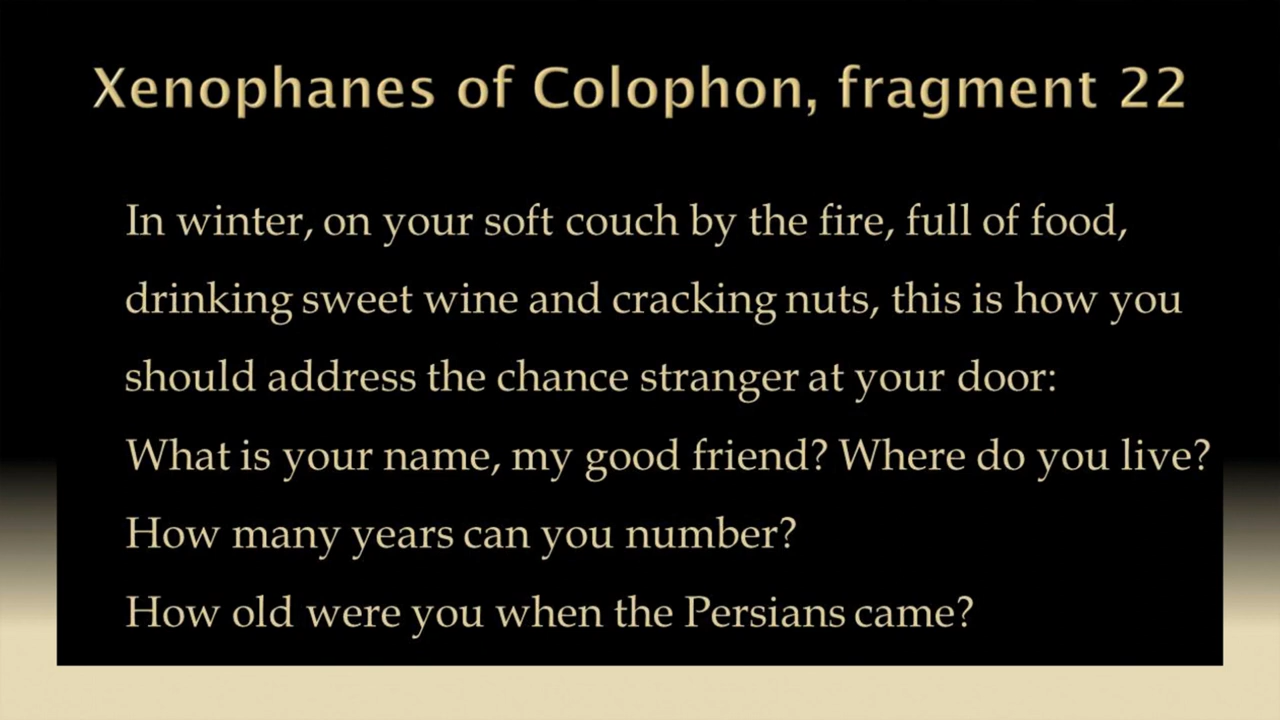 Xenophanes of Colophon, fragment 22
In winter, on your soft couch by the fire, full of food,
drinking sweet wine and cracking nuts, this is how you
should address the chance stranger at your door:
What is your name, my good friend? Where do you live?
How many years can you number?
How old were you when the Persians came?